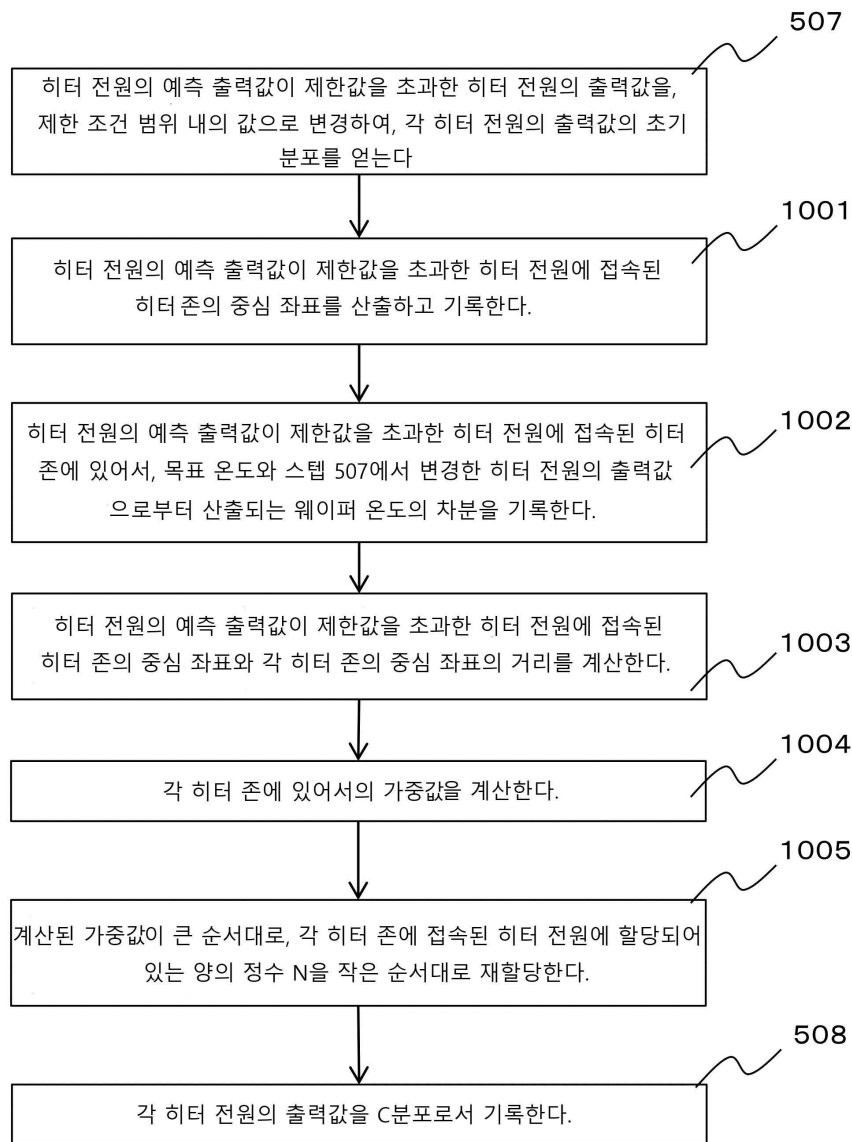 507
히터 전원의 예측 출력값이 제한값을 초과한 히터 전원의 출력값을,
제한 조건 범위 내의 값으로 변경하여, 각 히터 전원의 출력값의 초기
분포를 얻는다
1001
히터 전원의 예측 출력값이 제한값을 초과한 히터 전원에 접속된
히터 존의 중심 좌표를 산출하고 기록한다.
1002
히터 전원의 예측 출력값이 제한값을 초과한 히터 전원에 접속된 히터
존에 있어서, 목표 온도와 스텝 507에서 변경한 히터 전원의 출력값
으로부터 산출되는 웨이퍼 온도의 차분을 기록한다.
1003
히터 전원의 예측 출력값이 제한값을 초과한 히터 전원에 접속된
히터 존의 중심 좌표와 각 히터 존의 중심 좌표의 거리를 계산한다.
1004
각 히터 존에 있어서의 가중값을 계산한다.
1005
계산된 가중값이 큰 순서대로, 각 히터 존에 접속된 히터 전원에 할당되어
있는 양의 정수 N을 작은 순서대로 재할당한다.
508
각 히터 전원의 출력값을 C분포로서 기록한다.